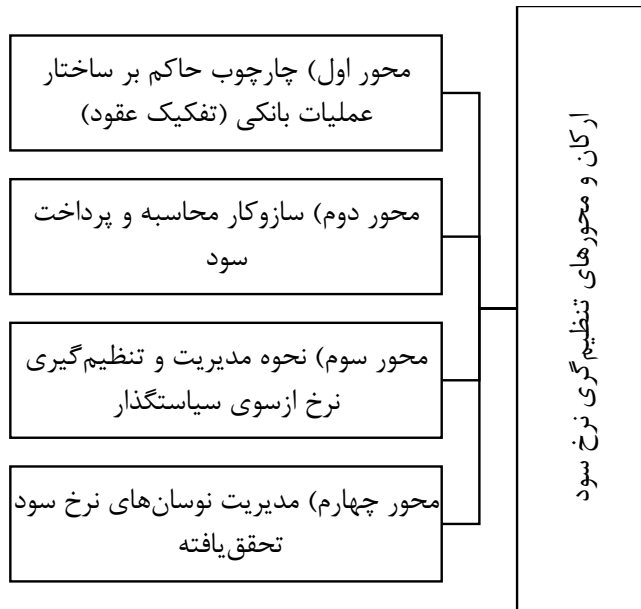 ارکان و محورهای تنظیم‌گری نرخ سود
محور اول) چارچوب حاکم بر ساختار
عملیات بانکی (تفکیک عقود)
محور دوم) سازوکار محاسبه و پرداخت
سود
محور سوم) نحوه مدیریت و تنظیم‌گیری
نرخ ازسوی سیاستگذار
محور چهارم) مدیریت نوسان‌های نرخ سود
تحقق‌یافته